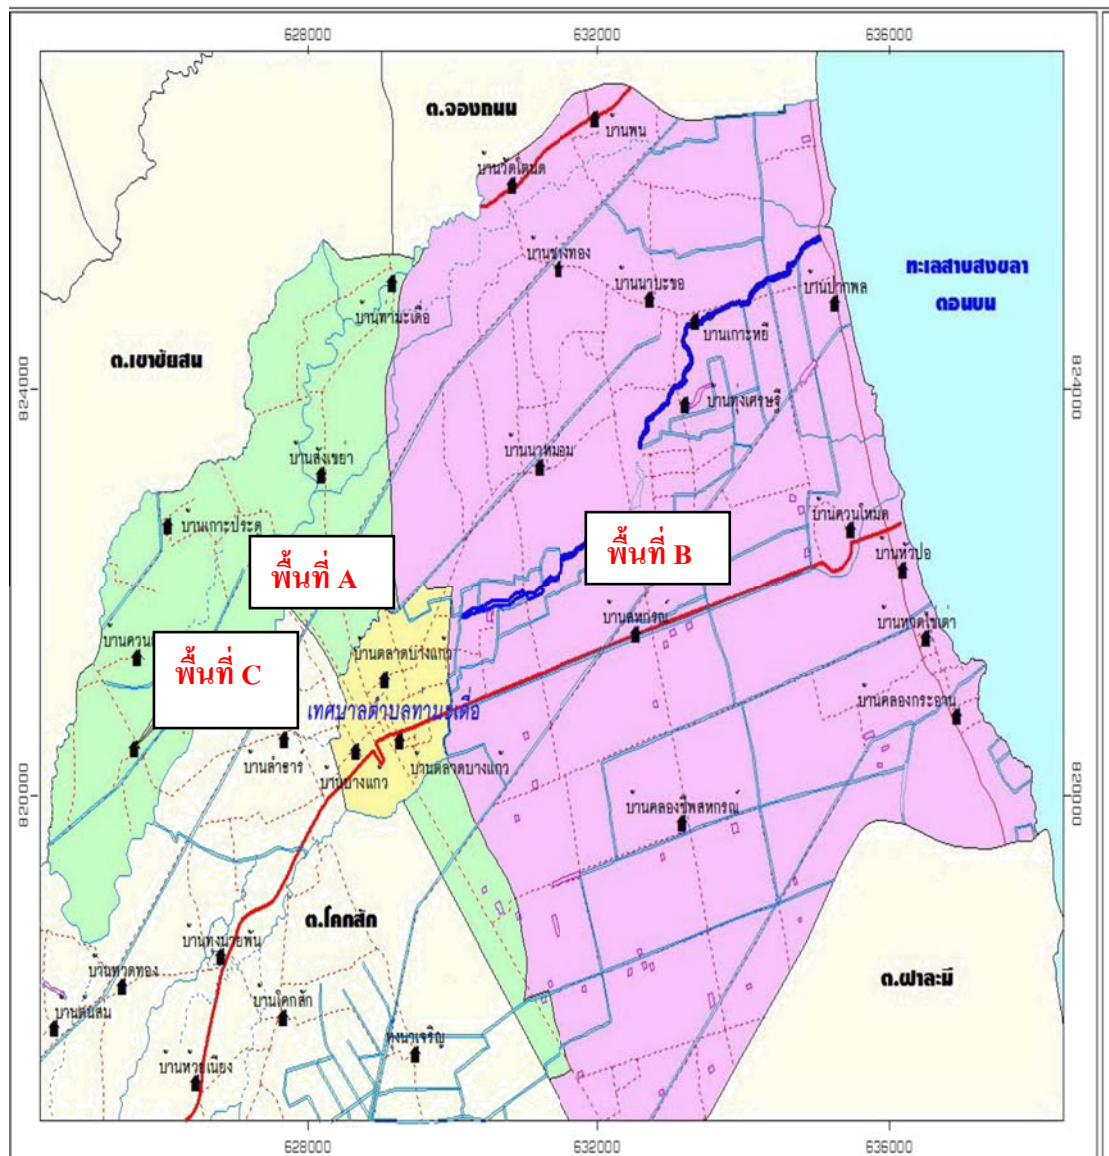 628000
632000
636000
ต.จองถนน
บ้านพน
บ้านวัดโตนด
บ้านช่างทอง
ทะเลสาบสงขลา
ตอนบน
บ้านนาบะขอ
บ้านปากพล
บ้านท่ามะเดื่อ
บ้านเกาะหยี
ต.เขาชัยสน
824000
824000
บ้านทุ่งเศรษฐี
บ้านนาหม่อม
บ้านสังเขย่า
บ้านควนโหมด
บ้านเกาะประดู่
พื้นที่ A
พื้นที่ B
บ้านหัวปอ
บ้านสหกรณ์
บ้านหาดไข่เต่า
บ้านตลาดบางแก้ว
พื้นที่ C
บ้านคลองกระอาน
เทศบาลตำบลท่ามะเดื่อ
บ้านลำธาร
บ้านบางแก้ว
บ้านตลาดบางแก้ว
820000
820000
บ้านคลองชีพสหกรณ์
ต.โคกสัก
บ้านทุ่งนายพัน
บ้านหาดทอง
ต.ฝาละมี
บ้านต้นสน
บ้านโคกสัก
ทุ่งนาเจริญ
บ้านห้วยเนียง
628000
632000
636000